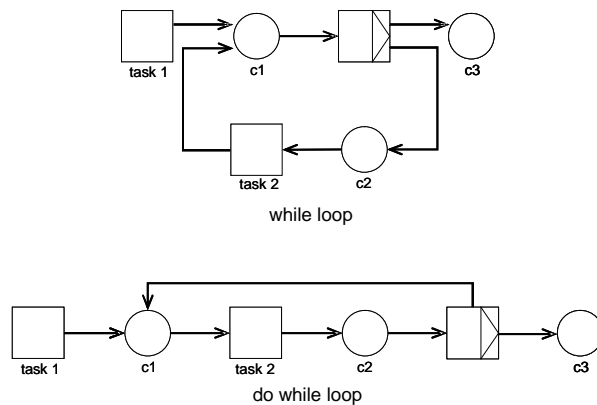 task 1
c1
c3
task 2
c2
while loop
task 1
c1
task 2
c2
c3
do while loop